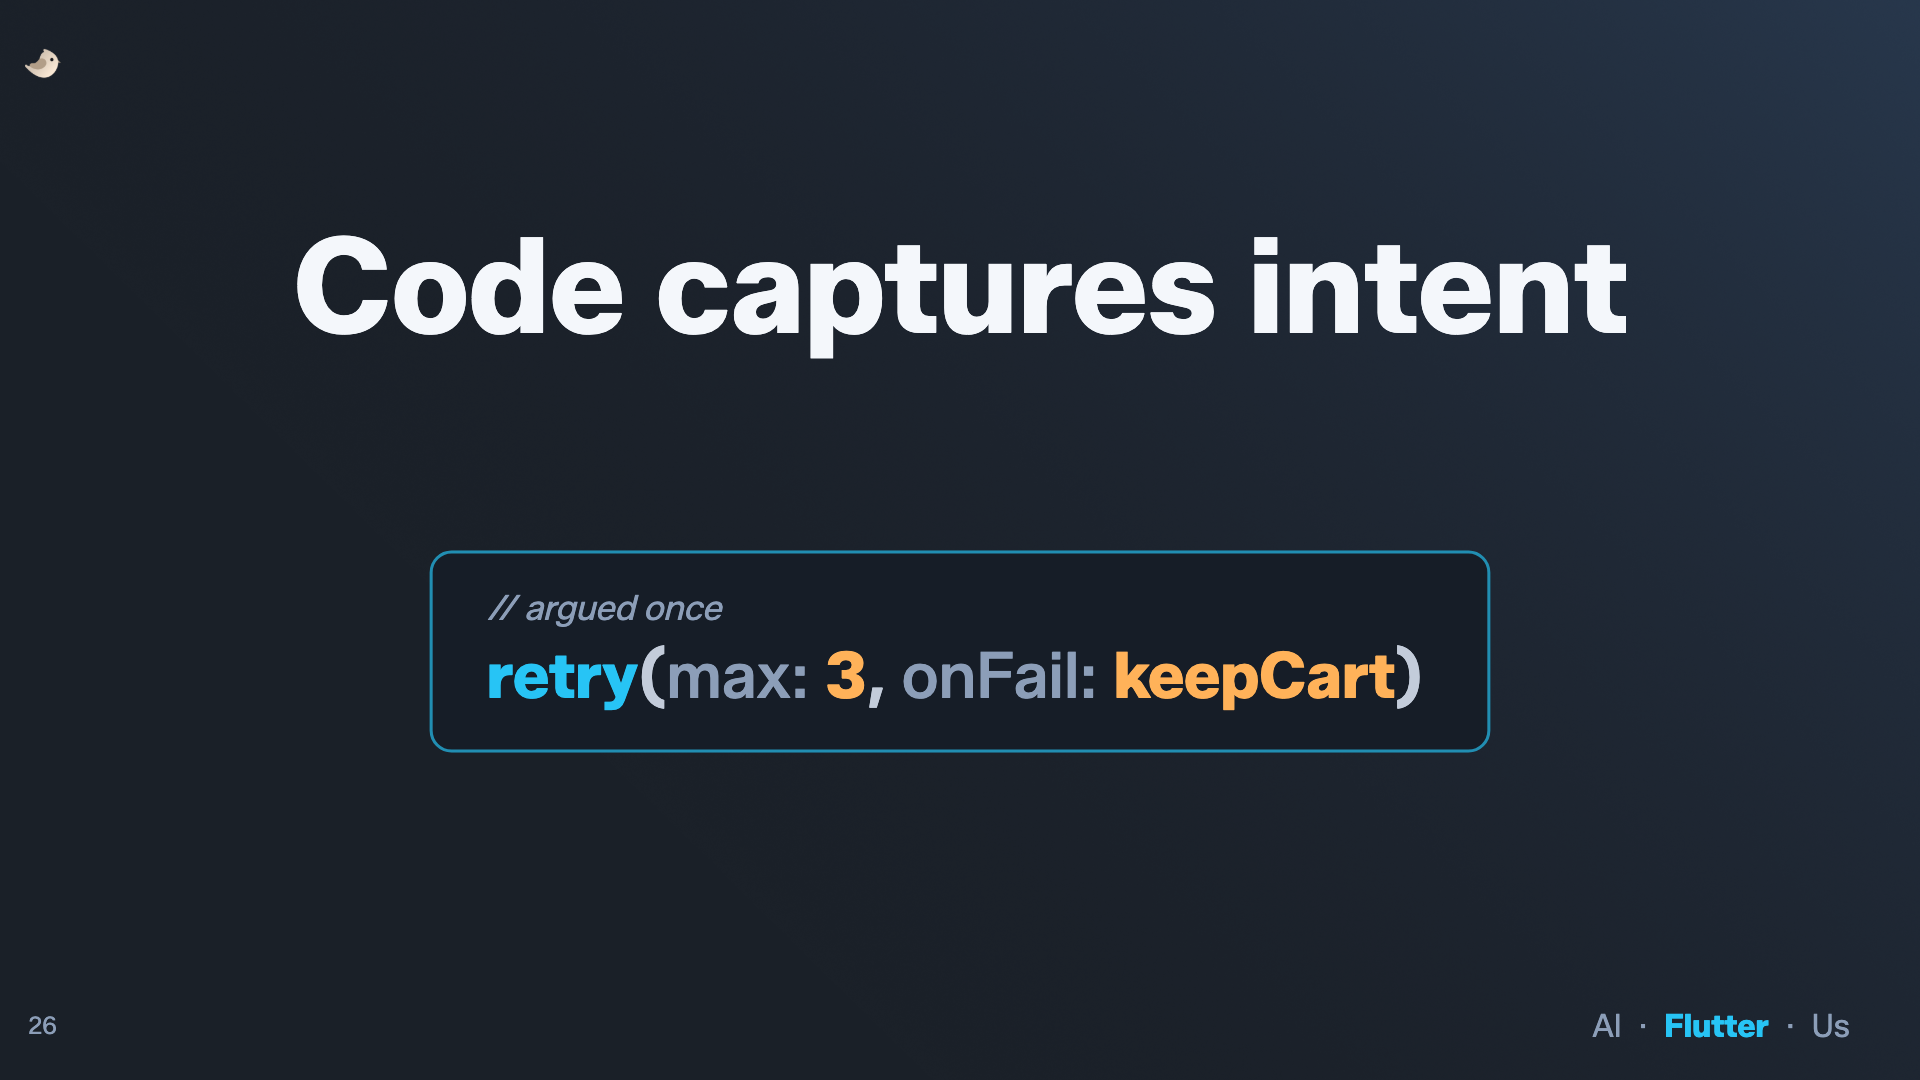 Code captures intent
// argued once
retry(max: 3, onFail: keepCart)
26
AI · Flutter · Us